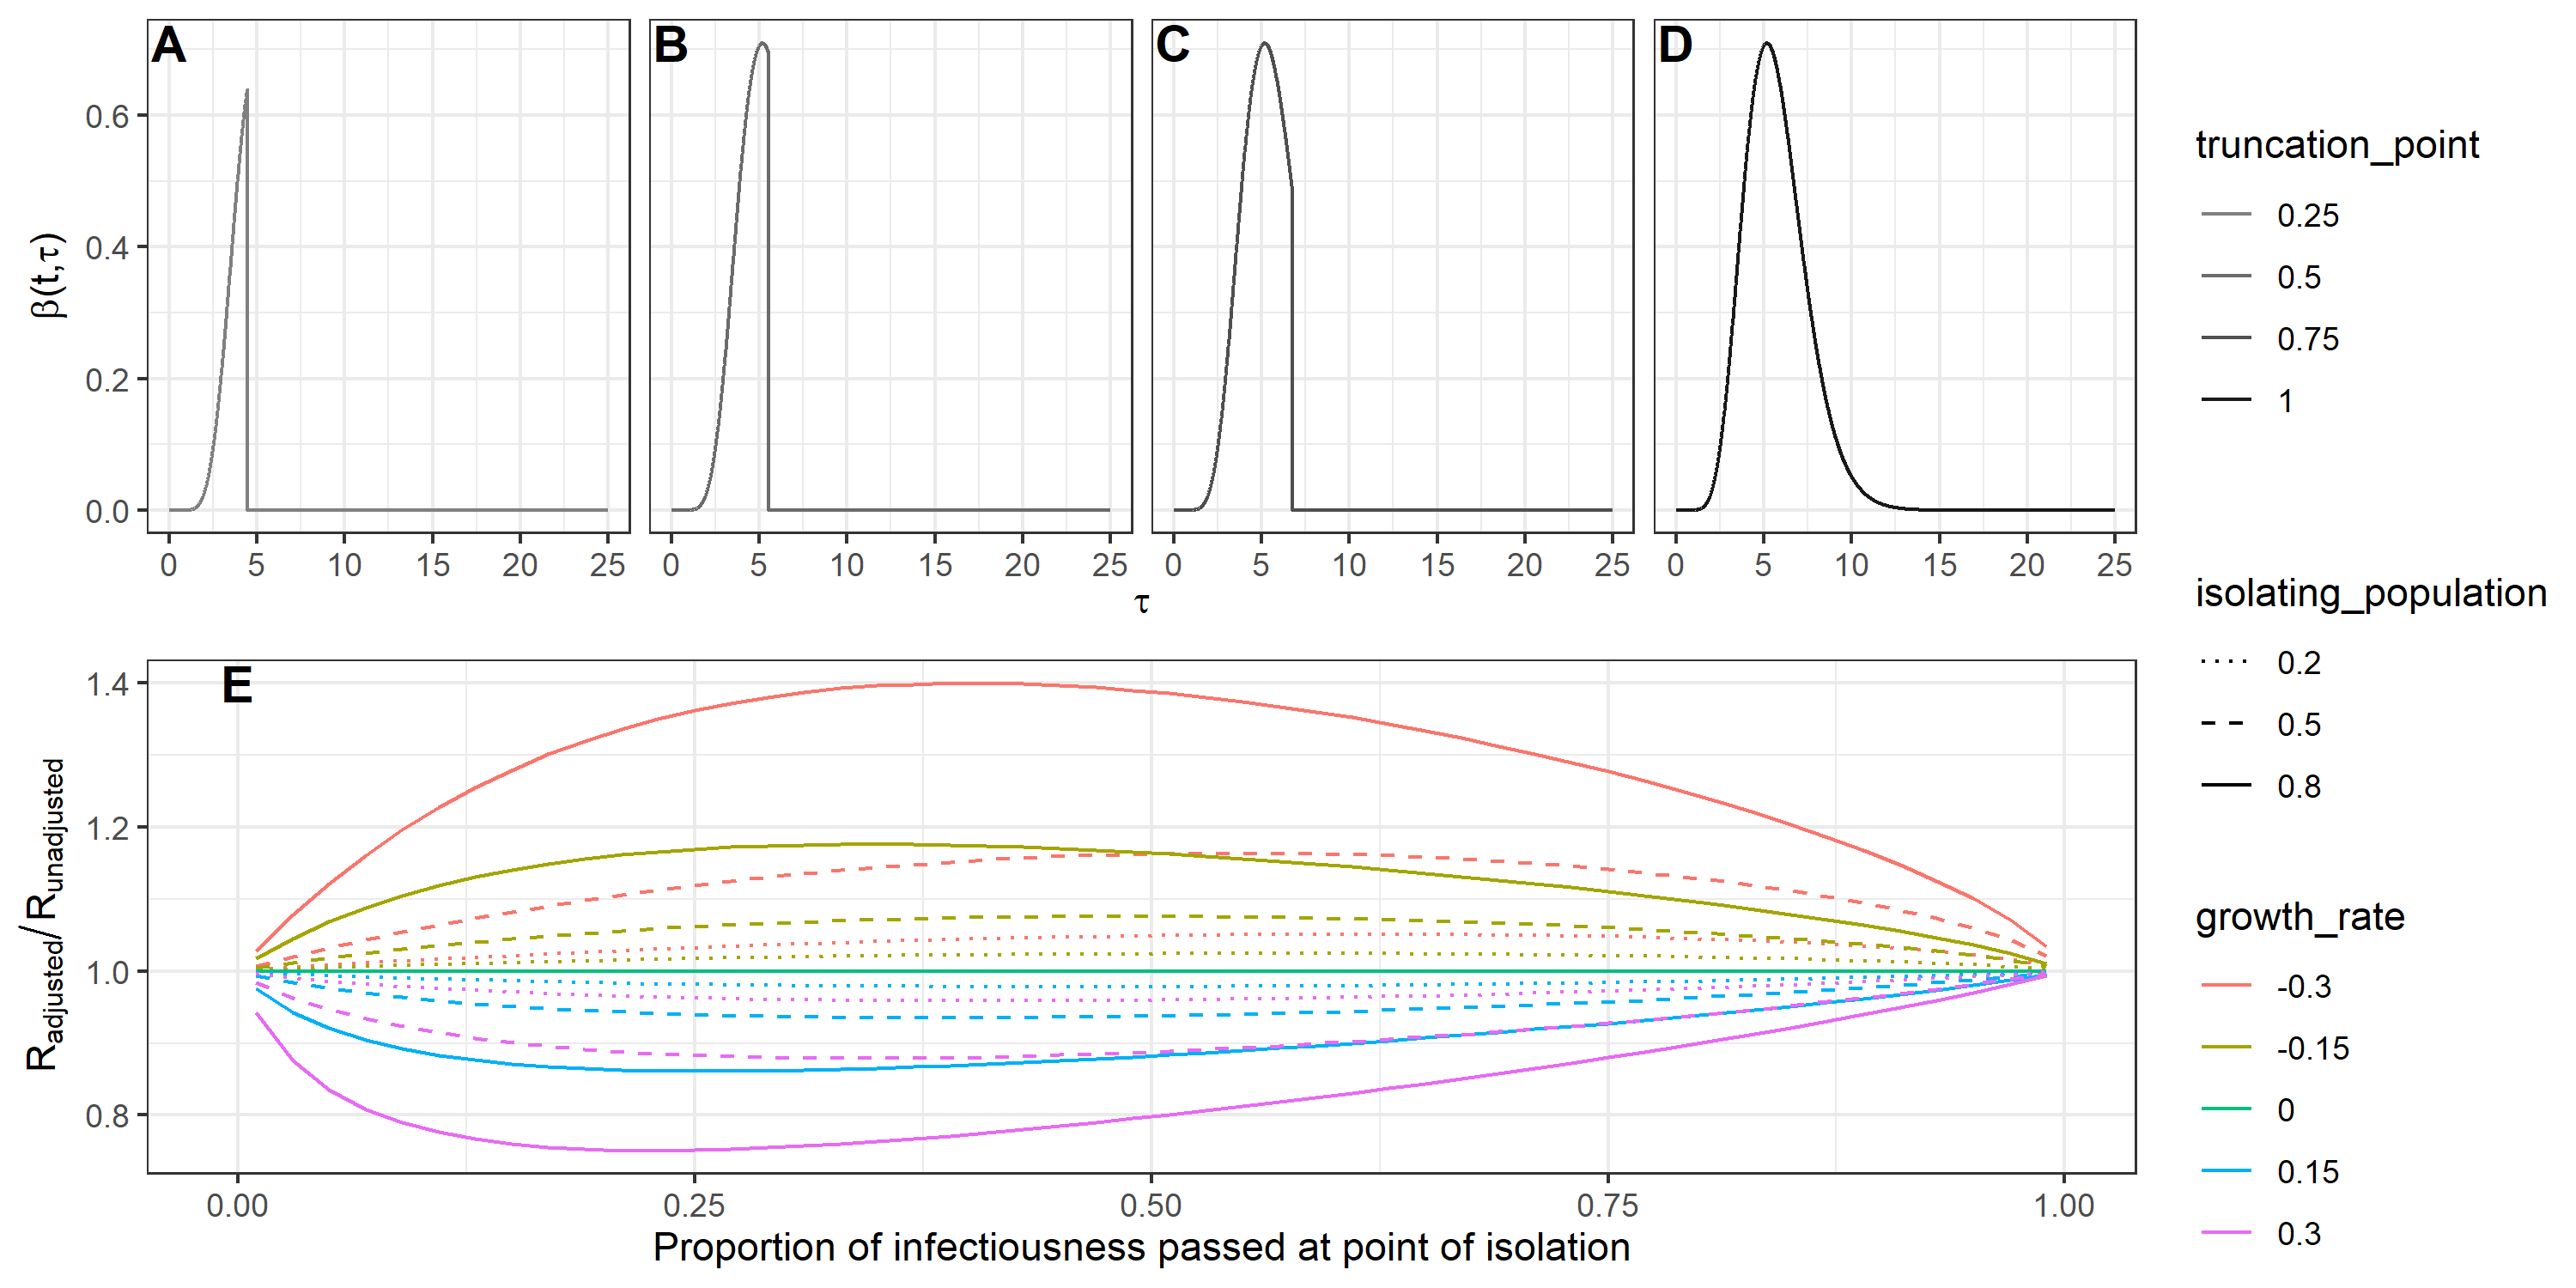 A
B
C
D
0.6
0.4
0.2
0.0
β(t,τ)
0 5 10 15 20 25
0 5 10 15 20 25
0 5 10 15 20 25
0 5 10 15 20 25
τ
E
1.4
1.2
1.0
0.8
R_adjusted / R_unadjusted
0.00 0.25 0.50 0.75 1.00
Proportion of infectiousness passed at point of isolation
truncation_point
0.25
0.5
0.75
1
isolating_population
0.2
0.5
0.8
growth_rate
-0.3
-0.15
0
0.15
0.3